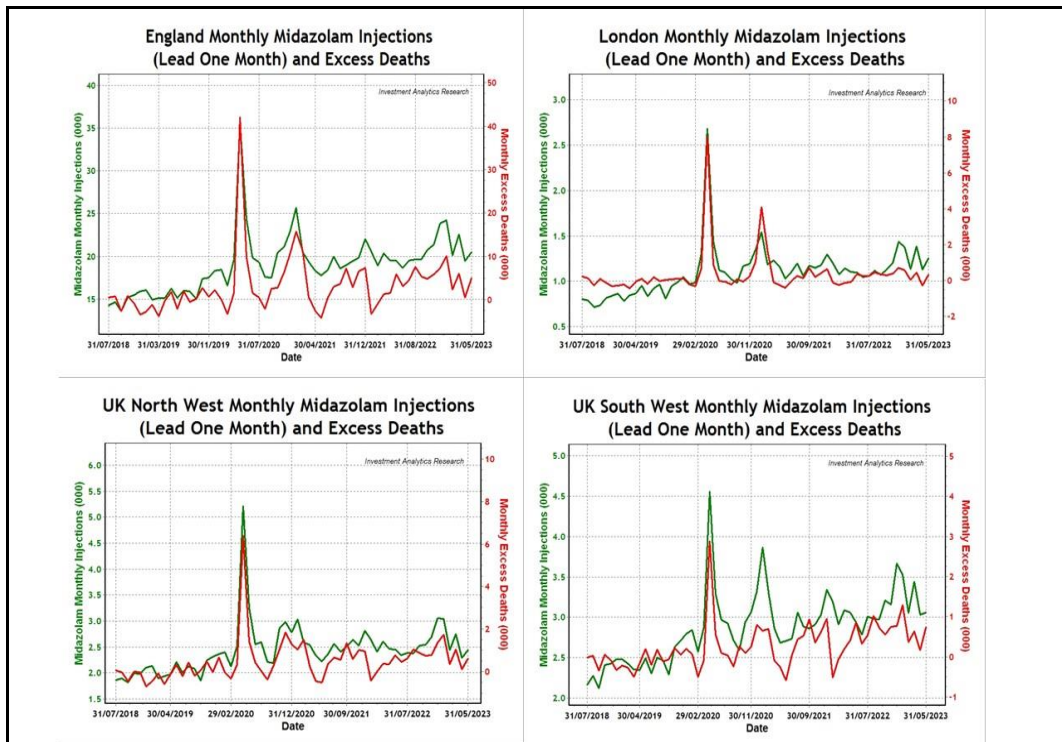 England Monthly Midazolam Injections
(Lead One Month) and Excess Deaths
Investment Analytics Research
Midazolam Monthly Injections (000)
40
35
30
25
20
15
Monthly Excess Deaths (000)
50
40
30
20
10
0
31/07/2018 31/03/2019 30/11/2019 31/07/2020 30/04/2021 31/12/2021 31/08/2022 31/05/2023
Date
London Monthly Midazolam Injections
(Lead One Month) and Excess Deaths
Investment Analytics Research
Midazolam Monthly Injections (000)
3.0
2.5
2.0
1.5
1.0
0.5
Monthly Excess Deaths (000)
10
8
6
4
2
0
-2
31/07/2018 30/04/2019 29/02/2020 30/11/2020 30/09/2021 31/07/2022 31/05/2023
Date
UK North West Monthly Midazolam Injections
(Lead One Month) and Excess Deaths
Investment Analytics Research
Midazolam Monthly Injections (000)
6.0
5.5
5.0
4.5
4.0
3.5
3.0
2.5
2.0
1.5
Monthly Excess Deaths (000)
10
8
6
4
2
0
31/07/2018 30/04/2019 29/02/2020 31/12/2020 30/09/2021 31/07/2022 31/05/2023
Date
UK South West Monthly Midazolam Injections
(Lead One Month) and Excess Deaths
Investment Analytics Research
Midazolam Monthly Injections (000)
5.0
4.5
4.0
3.5
3.0
2.5
2.0
Monthly Excess Deaths (000)
5
4
3
2
1
0
-1
31/07/2018 30/04/2019 29/02/2020 30/11/2020 30/09/2021 31/07/2022 31/05/2023
Date